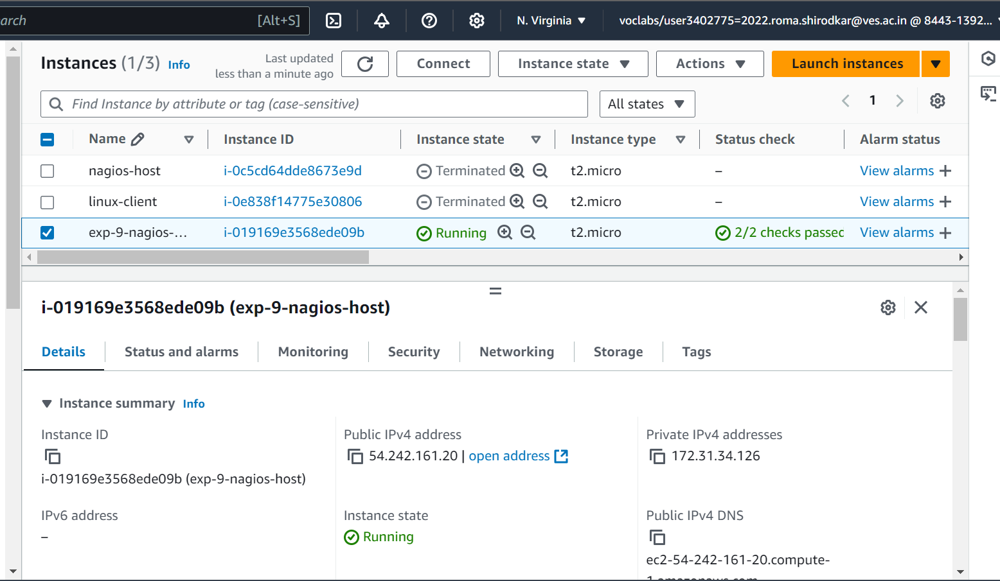 arch [Alt+S] N. Virginia voclabs/user3402775=2022.roma.shirodkar@ves.ac.in @ 8443-1392...
Instances (1/3) Info
Last updated
less than a minute ago
Connect Instance state Actions Launch instances
Find Instance by attribute or tag (case-sensitive) All states 1
Name Instance ID Instance state Instance type Status check Alarm status
nagios-host i-0c5cd64dde8673e9d Terminated t2.micro – View alarms +
linux-client i-0e838f14775e30806 Terminated t2.micro – View alarms +
exp-9-nagios-... i-019169e3568ede09b Running t2.micro 2/2 checks passed View alarms +
i-019169e3568ede09b (exp-9-nagios-host)
Details Status and alarms Monitoring Security Networking Storage Tags
Instance summary Info
Instance ID
i-019169e3568ede09b (exp-9-nagios-host)
Public IPv4 address
54.242.161.20 | open address
Private IPv4 addresses
172.31.34.126
IPv6 address
–
Instance state
Running
Public IPv4 DNS
ec2-54-242-161-20.compute-
1.amazonaws.com